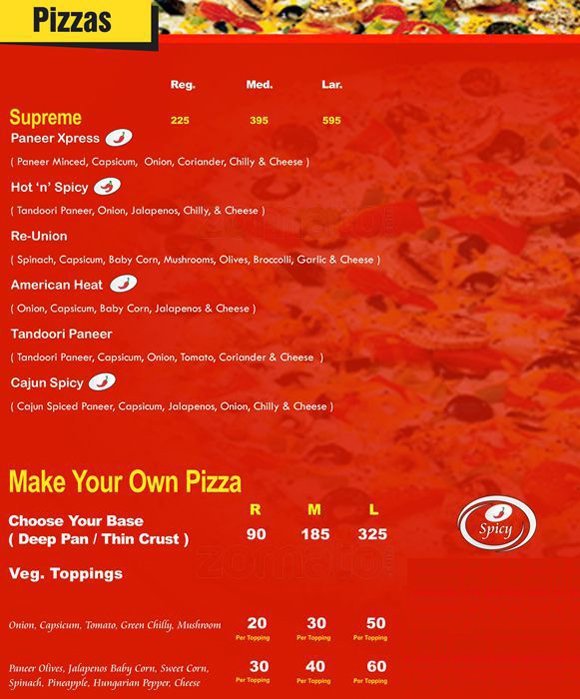 Pizzas
Reg. Med. Lar.
Supreme 225 395 595
Paneer Xpress
( Paneer Minced, Capsicum, Onion, Coriander, Chilly & Cheese )
Hot ‘n’ Spicy
( Tandoori Paneer, Onion, Jalapenos, Chilly, & Cheese )
Re-Union
( Spinach, Capsicum, Baby Corn, Mushrooms, Olives, Broccolli, Garlic & Cheese )
American Heat
( Onion, Capsicum, Baby Corn, Jalapenos & Cheese )
Tandoori Paneer
( Tandoori Paneer, Capsicum, Onion, Tomato, Coriander & Cheese )
Cajun Spicy
( Cajun Spiced Paneer, Capsicum, Jalapenos, Onion, Chilly & Cheese )
Make Your Own Pizza
R M L
Choose Your Base
( Deep Pan / Thin Crust ) 90 185 325
Spicy
zomato
Veg. Toppings
Onion, Capsicum, Tomato, Green Chilly, Mushroom 20 30 50
Per Topping Per Topping Per Topping
Paneer Olives, Jalapenos Baby Corn, Sweet Corn, 30 40 60
Spinach, Pineapple, Hungarian Pepper, Cheese Per Topping Per Topping Per Topping